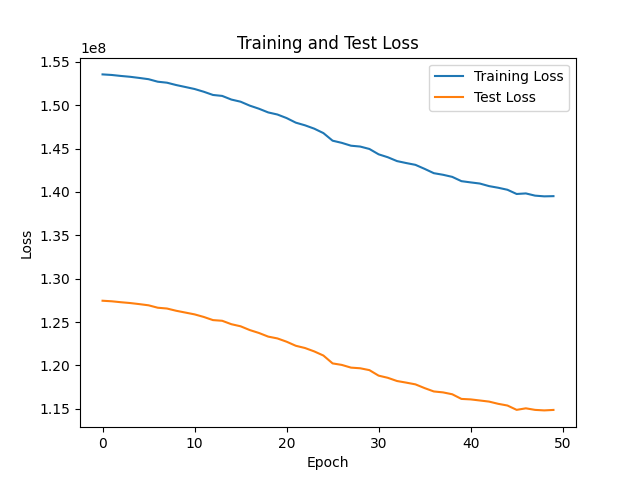 Training and Test Loss
1e8
1.55
1.50
1.45
1.40
1.35
1.30
1.25
1.20
1.15
Loss
Training Loss
Test Loss
0 10 20 30 40 50
Epoch